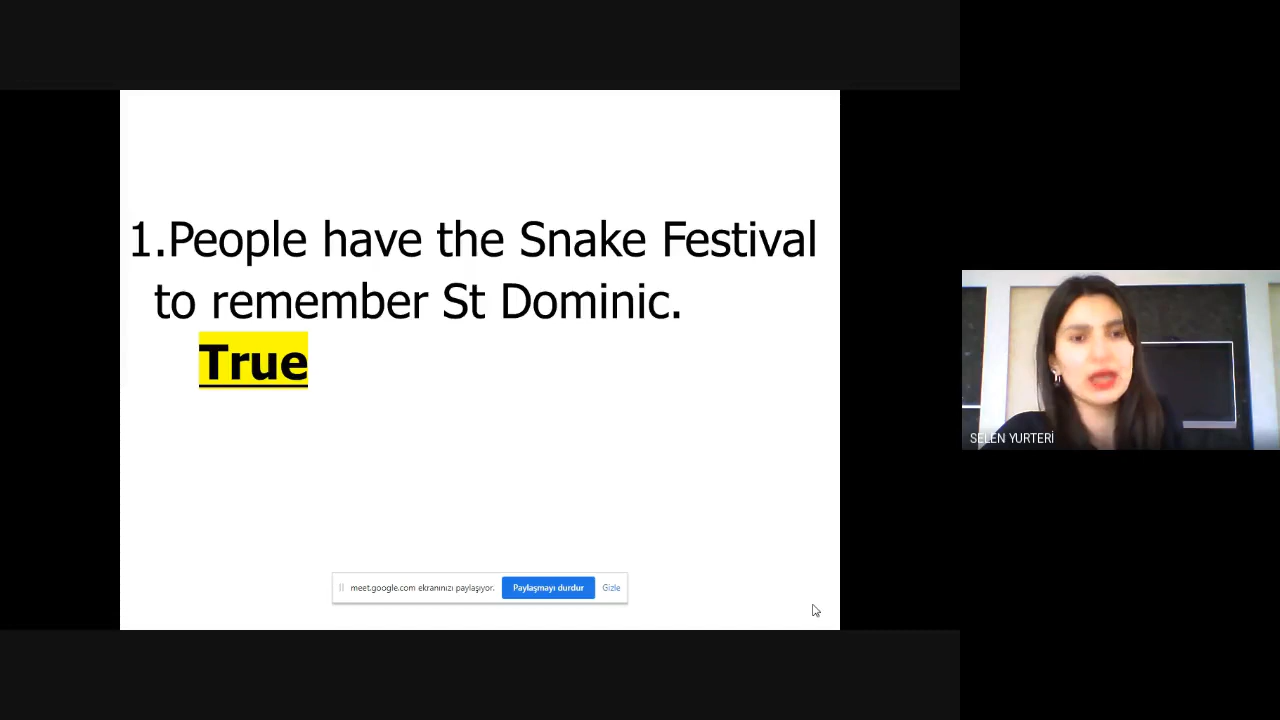 1.People have the Snake Festival
to remember St Dominic.
True
SELEN YURTERİ
meet.google.com ekranınızı paylaşıyor.
Paylaşmayı durdur
Gizle